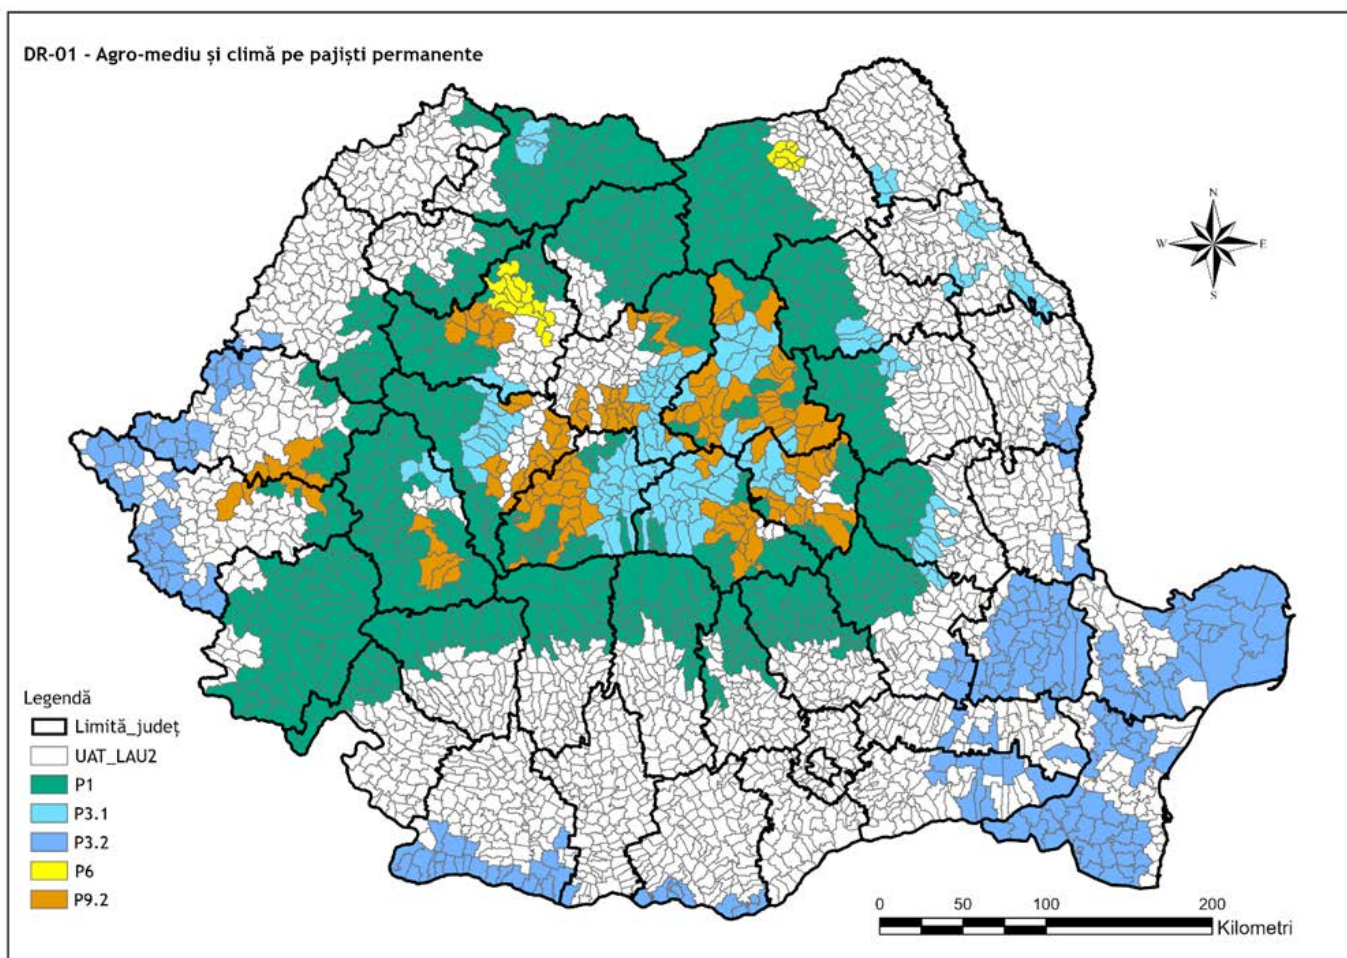 DR-01 - Agro-mediu și climă pe pajiști permanente
N
W
E
S
Legendă
Limită_județ
UAT_LAU2
P1
P3.1
P3.2
P6
P9.2
0 50 100 200
Kilometri